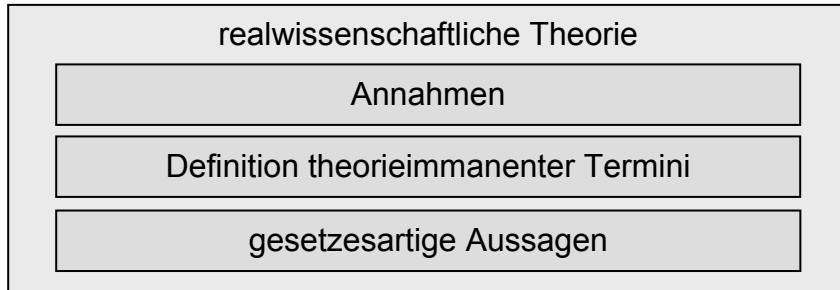 realwissenschaftliche Theorie
Annahmen
Definition theorieimmanenter Termini
gesetzesartige Aussagen